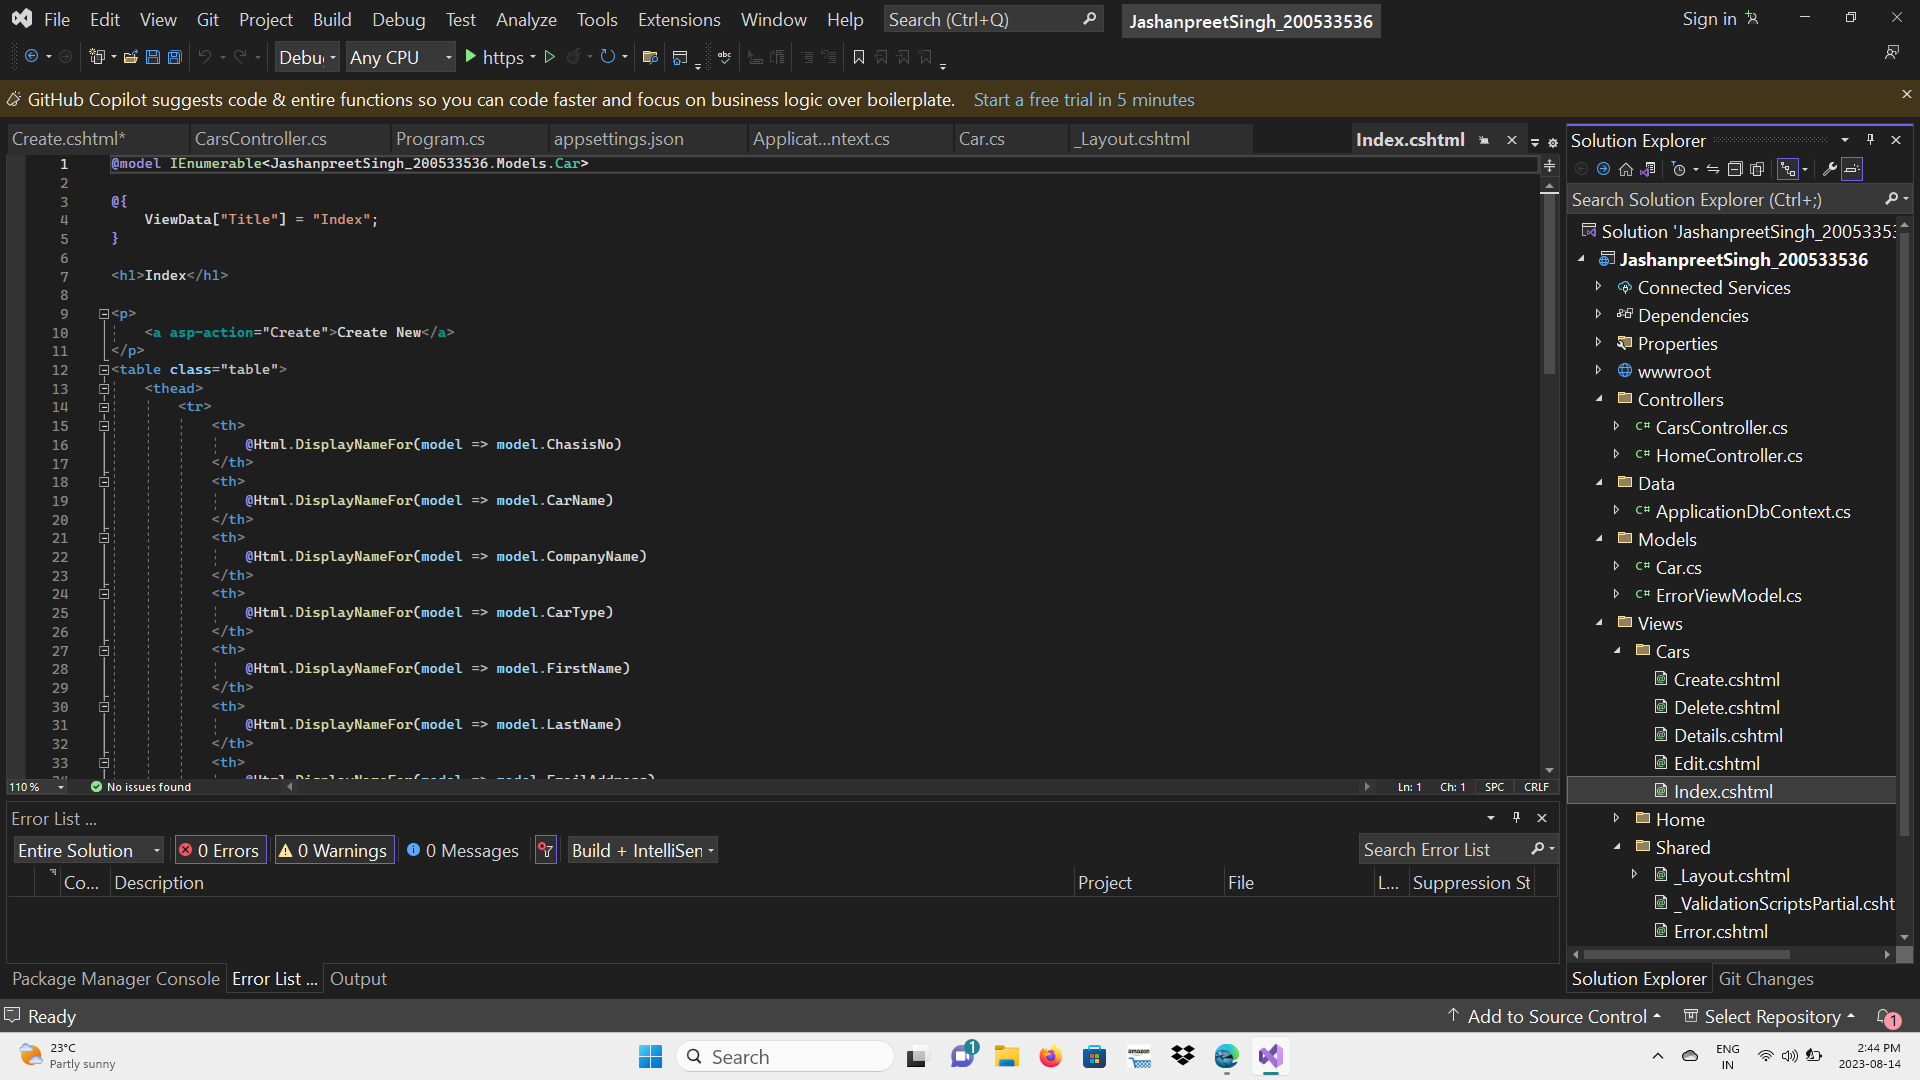 File Edit View Git Project Build Debug Test Analyze Tools Extensions Window Help Search (Ctrl+Q) JashanpreetSingh_200533536 Sign in
Debu Any CPU https
GitHub Copilot suggests code & entire functions so you can code faster and focus on business logic over boilerplate. Start a free trial in 5 minutes
Create.cshtml* CarsController.cs Program.cs appsettings.json Applicat...ntext.cs Car.cs _Layout.cshtml Index.cshtml
1 @model IEnumerable<JashanpreetSingh_200533536.Models.Car>
2
3 @{
4 ViewData["Title"] = "Index";
5 }
6
7 <h1>Index</h1>
8
9 <p>
10 <a asp-action="Create">Create New</a>
11 </p>
12 <table class="table">
13 <thead>
14 <tr>
15 <th>
16 @Html.DisplayNameFor(model => model.ChasisNo)
17 </th>
18 <th>
19 @Html.DisplayNameFor(model => model.CarName)
20 </th>
21 <th>
22 @Html.DisplayNameFor(model => model.CompanyName)
23 </th>
24 <th>
25 @Html.DisplayNameFor(model => model.CarType)
26 </th>
27 <th>
28 @Html.DisplayNameFor(model => model.FirstName)
29 </th>
30 <th>
31 @Html.DisplayNameFor(model => model.LastName)
32 </th>
33 <th>
34 @Html.DisplayNameFor(model => model.EmailAddress)
110 % No issues found Ln: 1 Ch: 1 SPC CRLF
Error List ...
Entire Solution 0 Errors 0 Warnings 0 Messages Build + IntelliSen Search Error List
Co... Description Project File L... Suppression St
Package Manager Console Error List ... Output
Solution Explorer
Search Solution Explorer (Ctrl+;)
Solution 'JashanpreetSingh_20053353
JashanpreetSingh_200533536
Connected Services
Dependencies
Properties
wwwroot
Controllers
C# CarsController.cs
C# HomeController.cs
Data
C# ApplicationDbContext.cs
Models
C# Car.cs
C# ErrorViewModel.cs
Views
Cars
Create.cshtml
Delete.cshtml
Details.cshtml
Edit.cshtml
Index.cshtml
Home
Shared
_Layout.cshtml
_ValidationScriptsPartial.csht
Error.cshtml
Solution Explorer Git Changes
Ready Add to Source Control Select Repository 1
23°C
Partly sunny
Search
1
amazon
ENG
IN
2:44 PM
2023-08-14